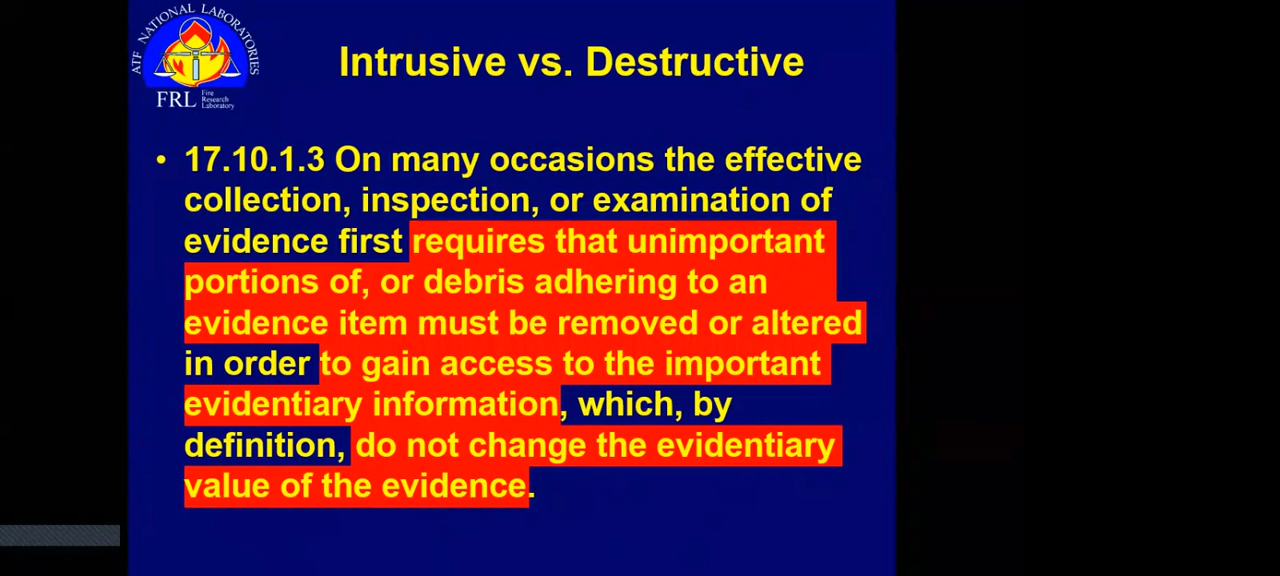 ATF NATIONAL LABORATORIES
FRL Fire
Research
Laboratory
Intrusive vs. Destructive
• 17.10.1.3 On many occasions the effective
collection, inspection, or examination of
evidence first requires that unimportant
portions of, or debris adhering to an
evidence item must be removed or altered
in order to gain access to the important
evidentiary information, which, by
definition, do not change the evidentiary
value of the evidence.